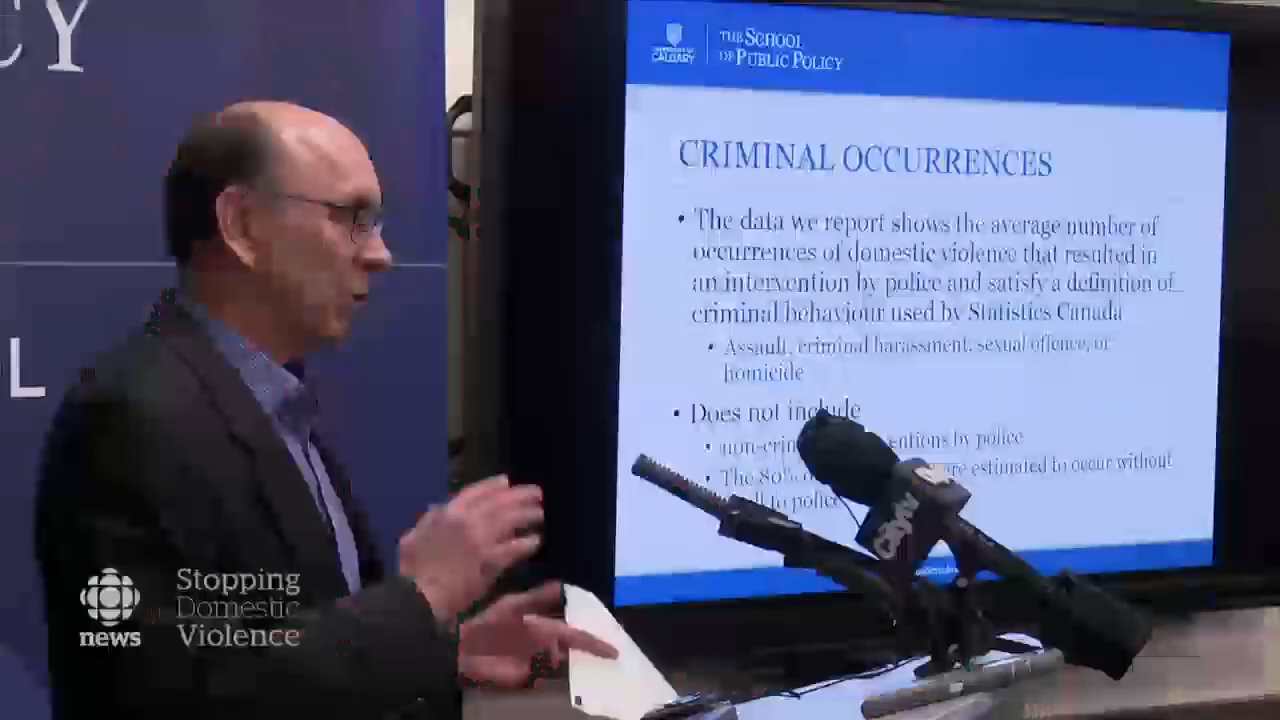 CY
L
UNIVERSITY OF
CALGARY
THE SCHOOL
OF PUBLIC POLICY
CRIMINAL OCCURRENCES
• The data we report shows the average number of
occurrences of domestic violence that resulted in
an intervention by police and satisfy a definition of
criminal behaviour used by Statistics Canada
• Assault, criminal harassment, sexual offence, or
homicide
• Does not include
• non-crim entions by police
• The 80% are estimated to occur without
to police
news
Stopping
Domestic
Violence